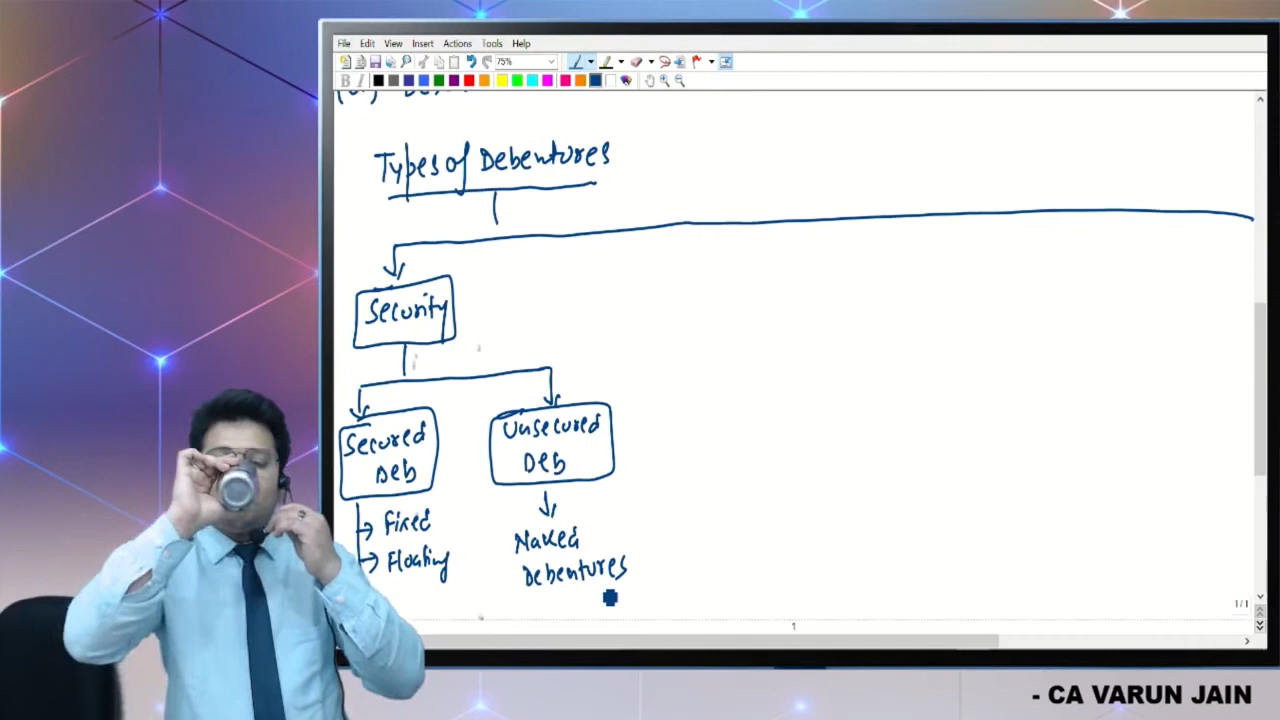 File Edit View Insert Actions Tools Help
75%
B I
Types of Debentures
Security
Secured
Deb
Unsecured
Deb
→ Fixed
→ Floating
Naked
Debentures
1/1
1
- CA VARUN JAIN